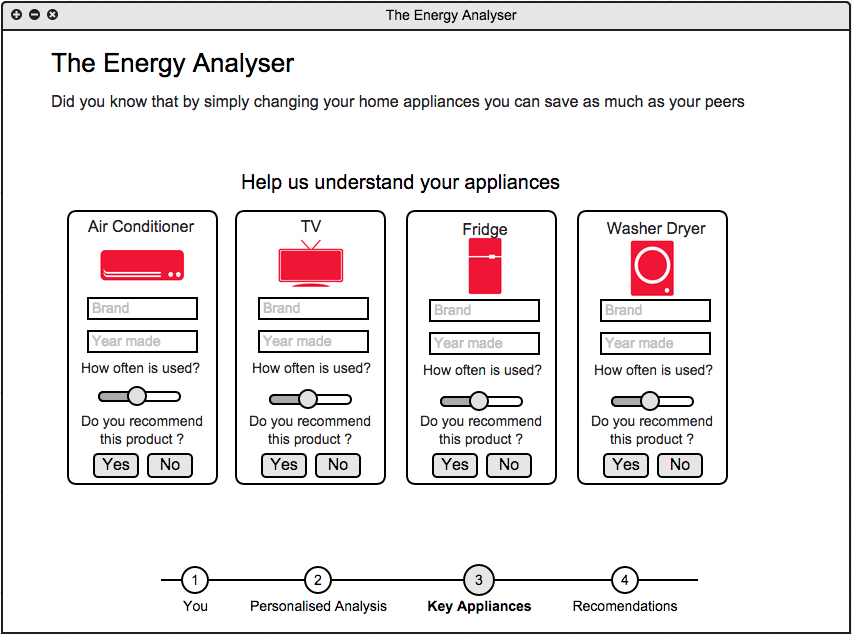 The Energy Analyser
The Energy Analyser
Did you know that by simply changing your home appliances you can save as much as your peers
Help us understand your appliances
Air Conditioner
Brand
Year made
How often is used?
Do you recommend
this product ?
Yes No
TV
Brand
Year made
How often is used?
Do you recommend
this product ?
Yes No
Fridge
Brand
Year made
How often is used?
Do you recommend
this product ?
Yes No
Washer Dryer
Brand
Year made
How often is used?
Do you recommend
this product ?
Yes No
1 2 3 4
You Personalised Analysis Key Appliances Recomendations